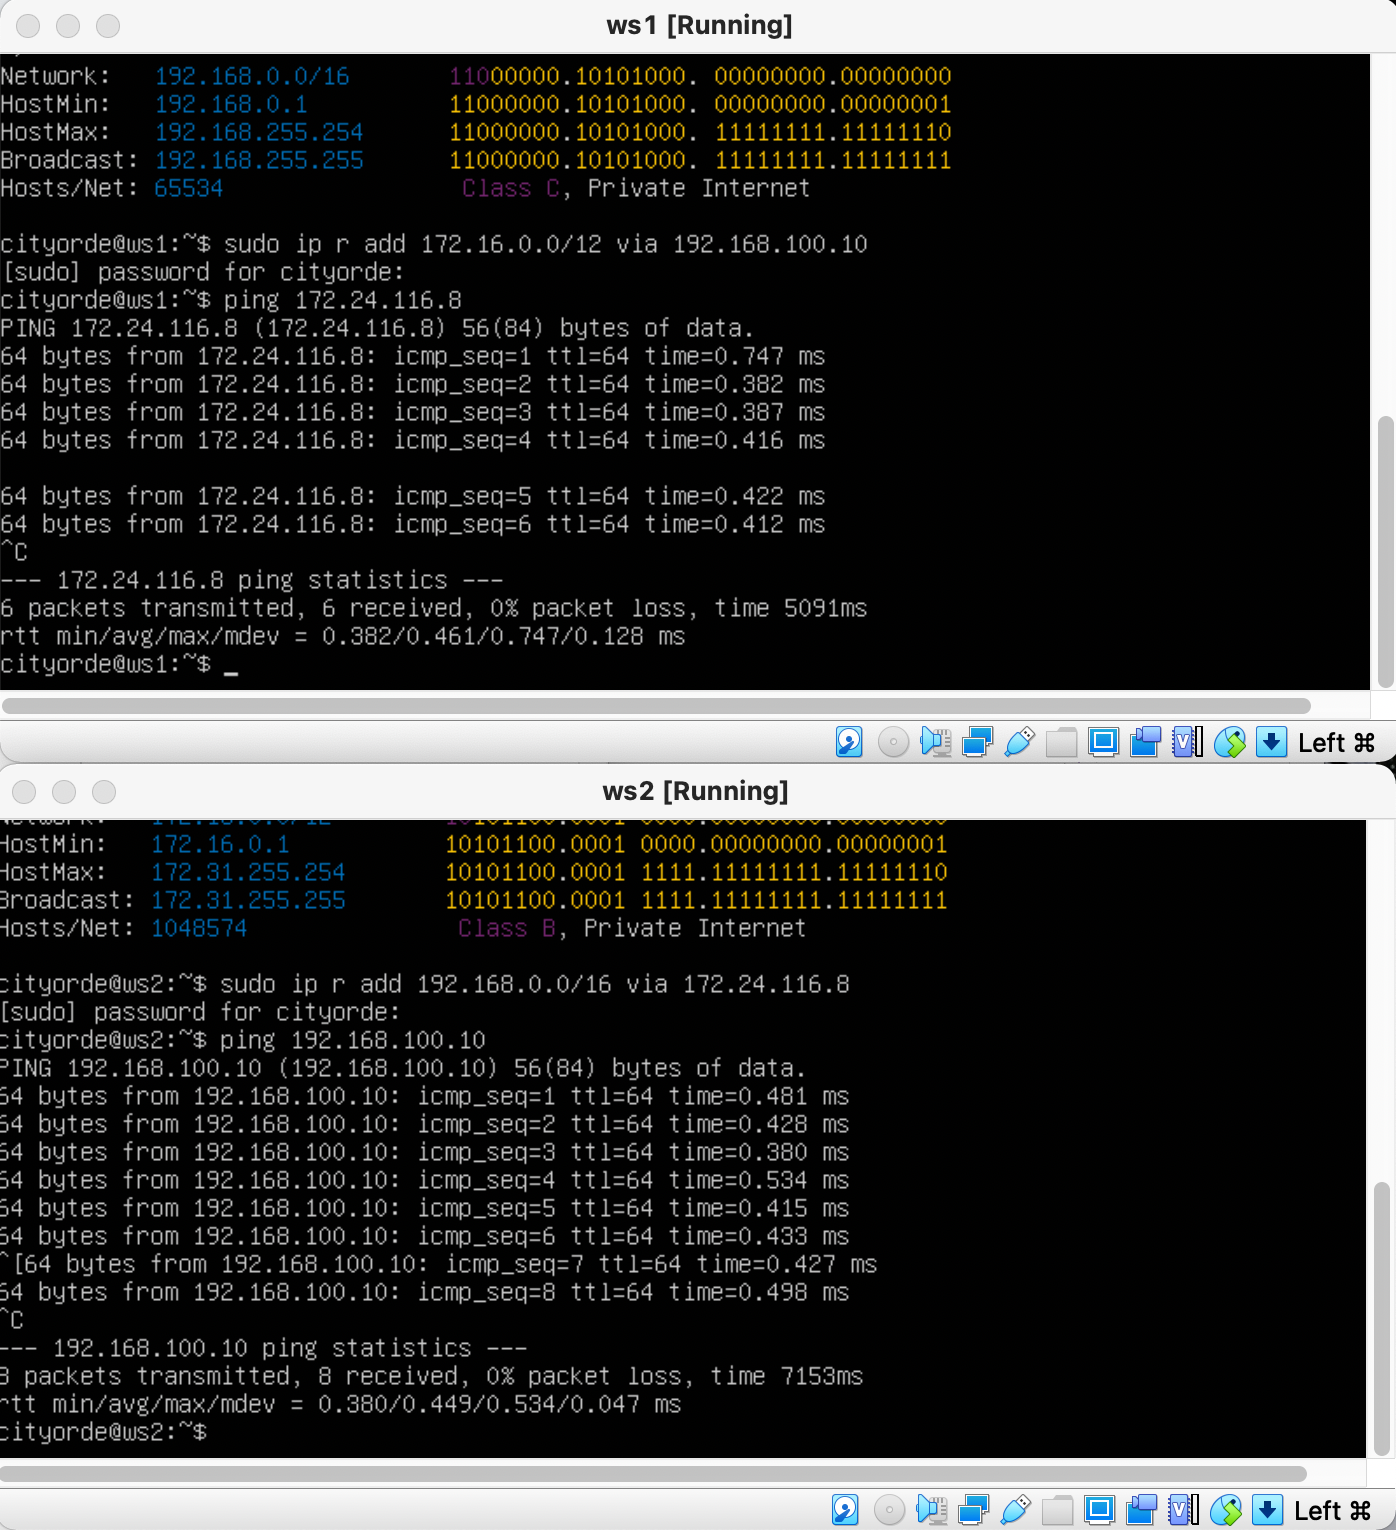 ws1 [Running]
Network: 192.168.0.0/16 11000000.10101000. 00000000.00000000
HostMin: 192.168.0.1 11000000.10101000. 00000000.00000001
HostMax: 192.168.255.254 11000000.10101000. 11111111.11111110
Broadcast: 192.168.255.255 11000000.10101000. 11111111.11111111
Hosts/Net: 65534 Class C, Private Internet
cityorde@ws1:~$ sudo ip r add 172.16.0.0/12 via 192.168.100.10
[sudo] password for cityorde:
cityorde@ws1:~$ ping 172.24.116.8
PING 172.24.116.8 (172.24.116.8) 56(84) bytes of data.
64 bytes from 172.24.116.8: icmp_seq=1 ttl=64 time=0.747 ms
64 bytes from 172.24.116.8: icmp_seq=2 ttl=64 time=0.382 ms
64 bytes from 172.24.116.8: icmp_seq=3 ttl=64 time=0.387 ms
64 bytes from 172.24.116.8: icmp_seq=4 ttl=64 time=0.416 ms
64 bytes from 172.24.116.8: icmp_seq=5 ttl=64 time=0.422 ms
64 bytes from 172.24.116.8: icmp_seq=6 ttl=64 time=0.412 ms
^C
--- 172.24.116.8 ping statistics ---
6 packets transmitted, 6 received, 0% packet loss, time 5091ms
rtt min/avg/max/mdev = 0.382/0.461/0.747/0.128 ms
cityorde@ws1:~$ _
Left ⌘
ws2 [Running]
Network: 172.16.0.0/12 10101100.0001 0000.00000000.00000000
HostMin: 172.16.0.1 10101100.0001 0000.00000000.00000001
HostMax: 172.31.255.254 10101100.0001 1111.11111111.11111110
Broadcast: 172.31.255.255 10101100.0001 1111.11111111.11111111
Hosts/Net: 1048574 Class B, Private Internet
cityorde@ws2:~$ sudo ip r add 192.168.0.0/16 via 172.24.116.8
[sudo] password for cityorde:
cityorde@ws2:~$ ping 192.168.100.10
PING 192.168.100.10 (192.168.100.10) 56(84) bytes of data.
64 bytes from 192.168.100.10: icmp_seq=1 ttl=64 time=0.481 ms
64 bytes from 192.168.100.10: icmp_seq=2 ttl=64 time=0.428 ms
64 bytes from 192.168.100.10: icmp_seq=3 ttl=64 time=0.380 ms
64 bytes from 192.168.100.10: icmp_seq=4 ttl=64 time=0.534 ms
64 bytes from 192.168.100.10: icmp_seq=5 ttl=64 time=0.415 ms
64 bytes from 192.168.100.10: icmp_seq=6 ttl=64 time=0.433 ms
^[64 bytes from 192.168.100.10: icmp_seq=7 ttl=64 time=0.427 ms
64 bytes from 192.168.100.10: icmp_seq=8 ttl=64 time=0.498 ms
^C
--- 192.168.100.10 ping statistics ---
8 packets transmitted, 8 received, 0% packet loss, time 7153ms
rtt min/avg/max/mdev = 0.380/0.449/0.534/0.047 ms
cityorde@ws2:~$
Left ⌘